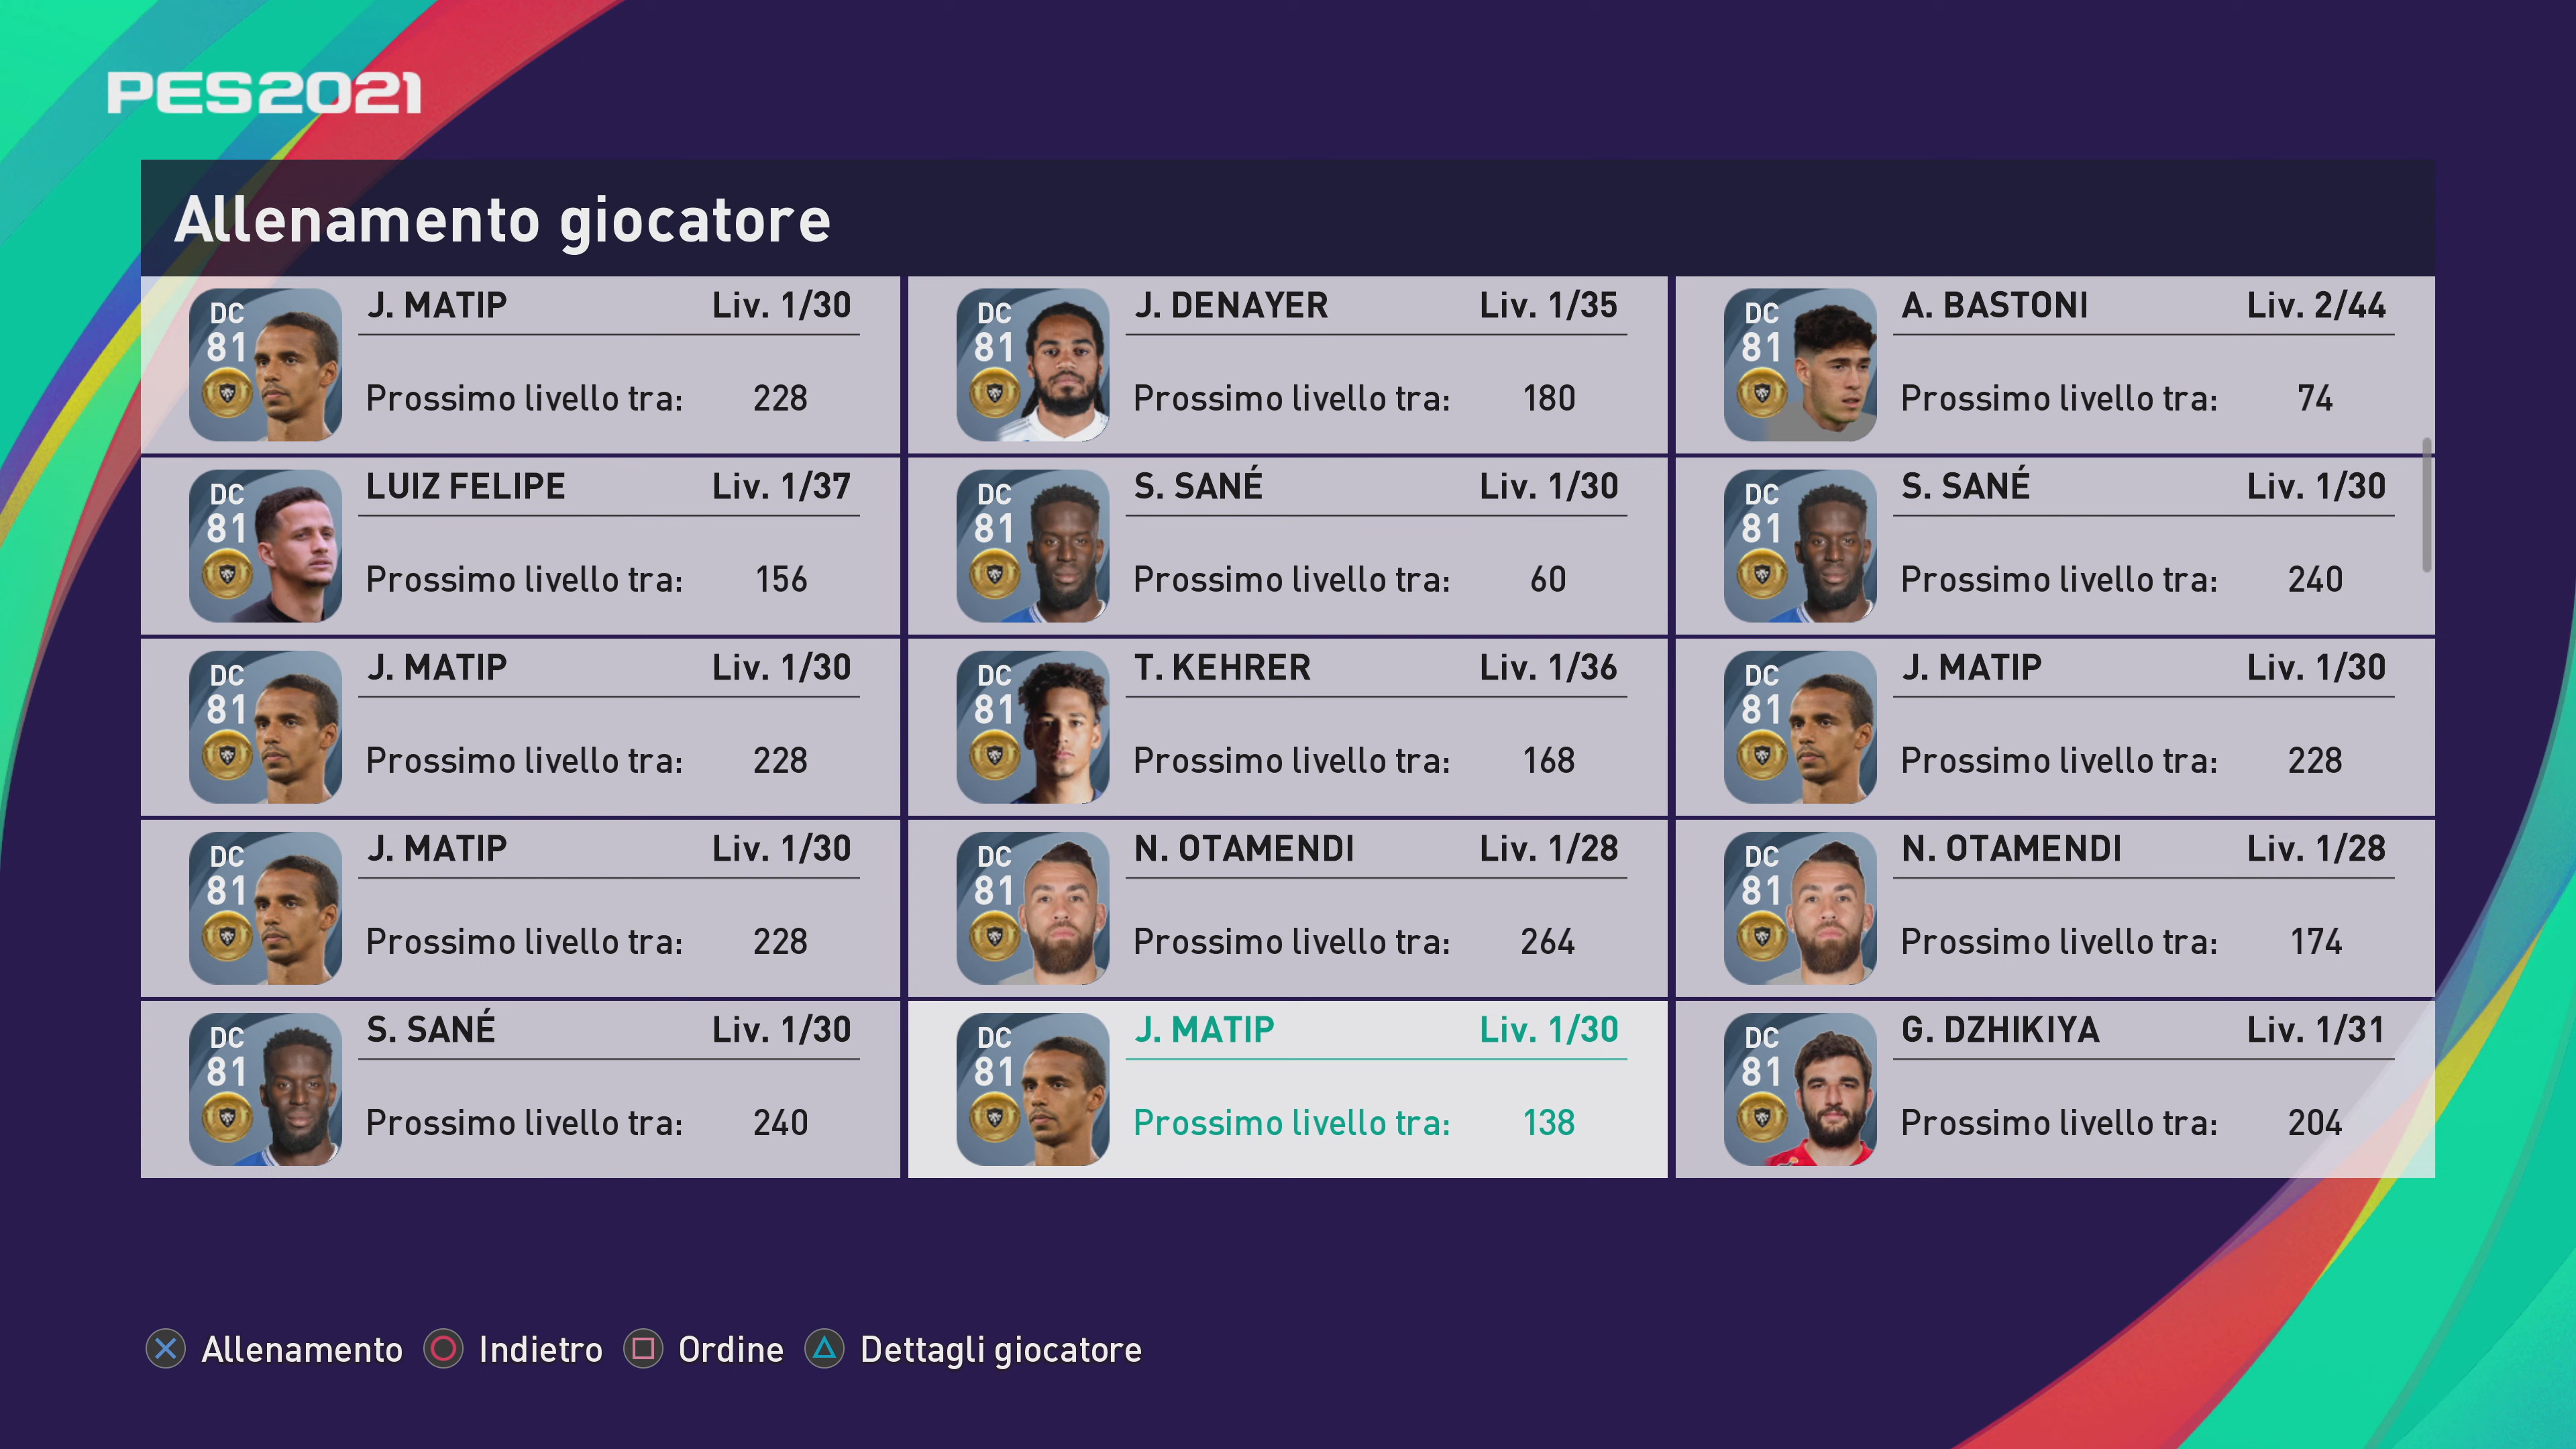 PES2021
Allenamento giocatore
DC 81 J. MATIP Liv. 1/30
Prossimo livello tra: 228
DC 81 J. DENAYER Liv. 1/35
Prossimo livello tra: 180
DC 81 A. BASTONI Liv. 2/44
Prossimo livello tra: 74
DC 81 LUIZ FELIPE Liv. 1/37
Prossimo livello tra: 156
DC 81 S. SANÉ Liv. 1/30
Prossimo livello tra: 60
DC 81 S. SANÉ Liv. 1/30
Prossimo livello tra: 240
DC 81 J. MATIP Liv. 1/30
Prossimo livello tra: 228
DC 81 T. KEHRER Liv. 1/36
Prossimo livello tra: 168
DC 81 J. MATIP Liv. 1/30
Prossimo livello tra: 228
DC 81 J. MATIP Liv. 1/30
Prossimo livello tra: 228
DC 81 N. OTAMENDI Liv. 1/28
Prossimo livello tra: 264
DC 81 N. OTAMENDI Liv. 1/28
Prossimo livello tra: 174
DC 81 S. SANÉ Liv. 1/30
Prossimo livello tra: 240
DC 81 J. MATIP Liv. 1/30
Prossimo livello tra: 138
DC 81 G. DZHIKIYA Liv. 1/31
Prossimo livello tra: 204
Allenamento Indietro Ordine Dettagli giocatore